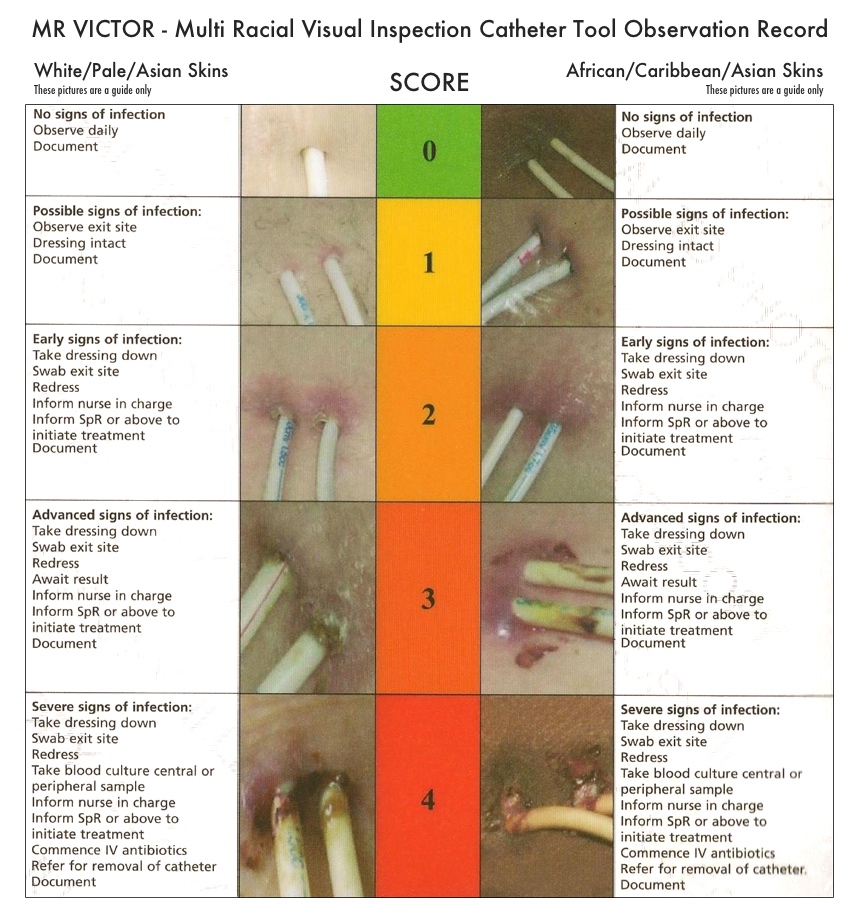 MR VICTOR - Multi Racial Visual Inspection Catheter Tool Observation Record
White/Pale/Asian Skins
These pictures are a guide only
SCORE
African/Caribbean/Asian Skins
These pictures are a guide only
No signs of infection
Observe daily
Document
0
No signs of infection
Observe daily
Document
Possible signs of infection:
Observe exit site
Dressing intact
Document
1
Possible signs of infection:
Observe exit site
Dressing intact
Document
Early signs of infection:
Take dressing down
Swab exit site
Redress
Inform nurse in charge
Inform SpR or above to
initiate treatment
Document
2
Early signs of infection:
Take dressing down
Swab exit site
Redress
Inform nurse in charge
Inform SpR or above to
initiate treatment
Document
Advanced signs of infection:
Take dressing down
Swab exit site
Redress
Await result
Inform nurse in charge
Inform SpR or above to
initiate treatment
Document
3
Advanced signs of infection:
Take dressing down
Swab exit site
Redress
Await result
Inform nurse in charge
Inform SpR or above to
initiate treatment
Document
Severe signs of infection:
Take dressing down
Swab exit site
Redress
Take blood culture central or
peripheral sample
Inform nurse in charge
Inform SpR or above to
initiate treatment
Commence IV antibiotics
Refer for removal of catheter
Document
4
Severe signs of infection:
Take dressing down
Swab exit site
Redress
Take blood culture central or
peripheral sample
Inform nurse in charge
Inform SpR or above to
initiate treatment
Commence IV antibiotics
Refer for removal of catheter.
Document